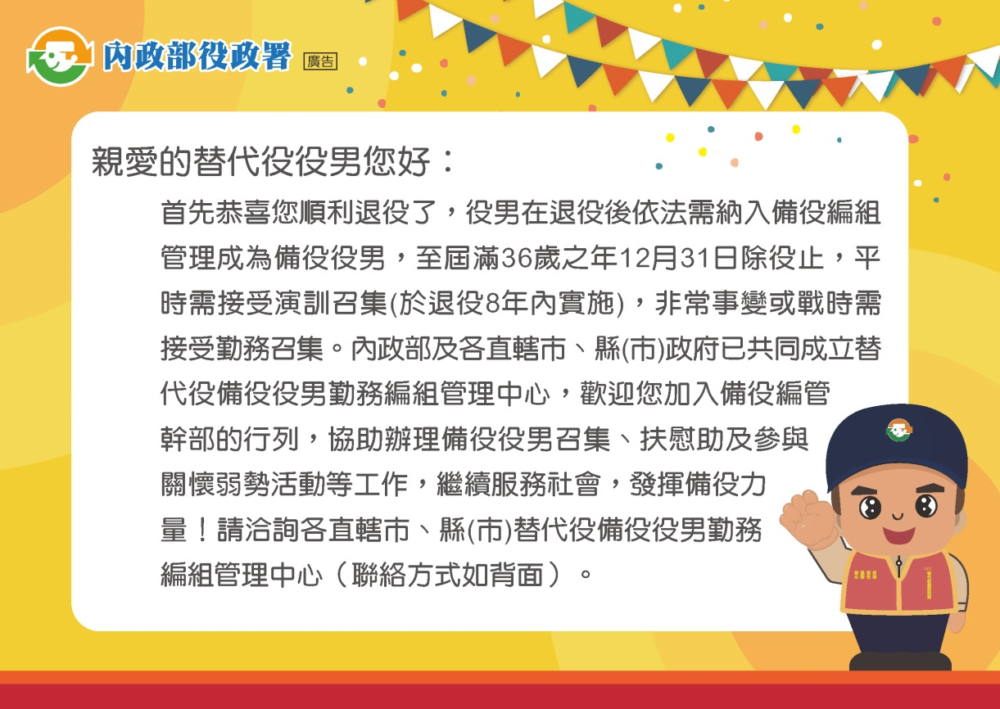 內政部役政署 廣告
親愛的替代役役男您好：
首先恭喜您順利退役了，役男在退役後依法需納入備役編組
管理成為備役役男，至屆滿36歲之年12月31日除役止，平
時需接受演訓召集(於退役8年內實施)，非常事變或戰時需
接受勤務召集。內政部及各直轄市、縣(市)政府已共同成立替
代役備役役男勤務編組管理中心，歡迎您加入備役編管
幹部的行列，協助辦理備役役男召集、扶慰助及參與
關懷弱勢活動等工作，繼續服務社會，發揮備役力
量！請洽詢各直轄市、縣(市)替代役備役役男勤務
編組管理中心（聯絡方式如背面）。